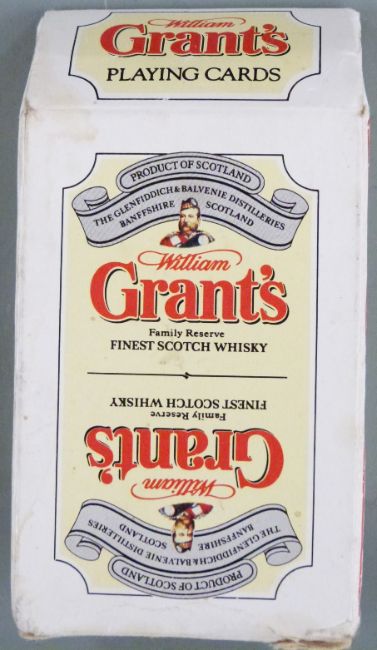 William
Grant's
PLAYING CARDS
PRODUCT OF SCOTLAND
THE GLENFIDDICH & BALVENIE DISTILLERIES
BANFFSHIRE SCOTLAND
William
Grant's
Family Reserve
FINEST SCOTCH WHISKY
FINEST SCOTCH WHISKY
Family Reserve
Grant's
William
BANFFSHIRE SCOTLAND
THE GLENFIDDICH & BALVENIE DISTILLERIES
PRODUCT OF SCOTLAND